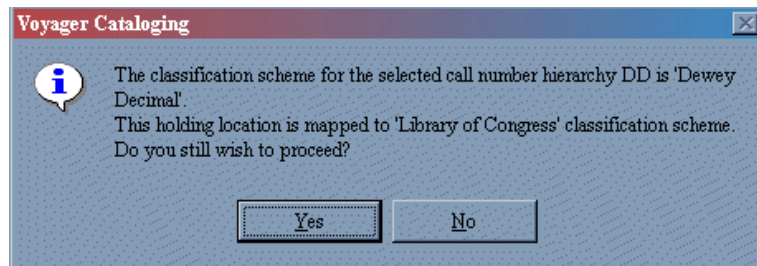 Voyager Cataloging
The classification scheme for the selected call number hierarchy DD is 'Dewey
Decimal'.
This holding location is mapped to 'Library of Congress' classification scheme.
Do you still wish to proceed?
Yes
No